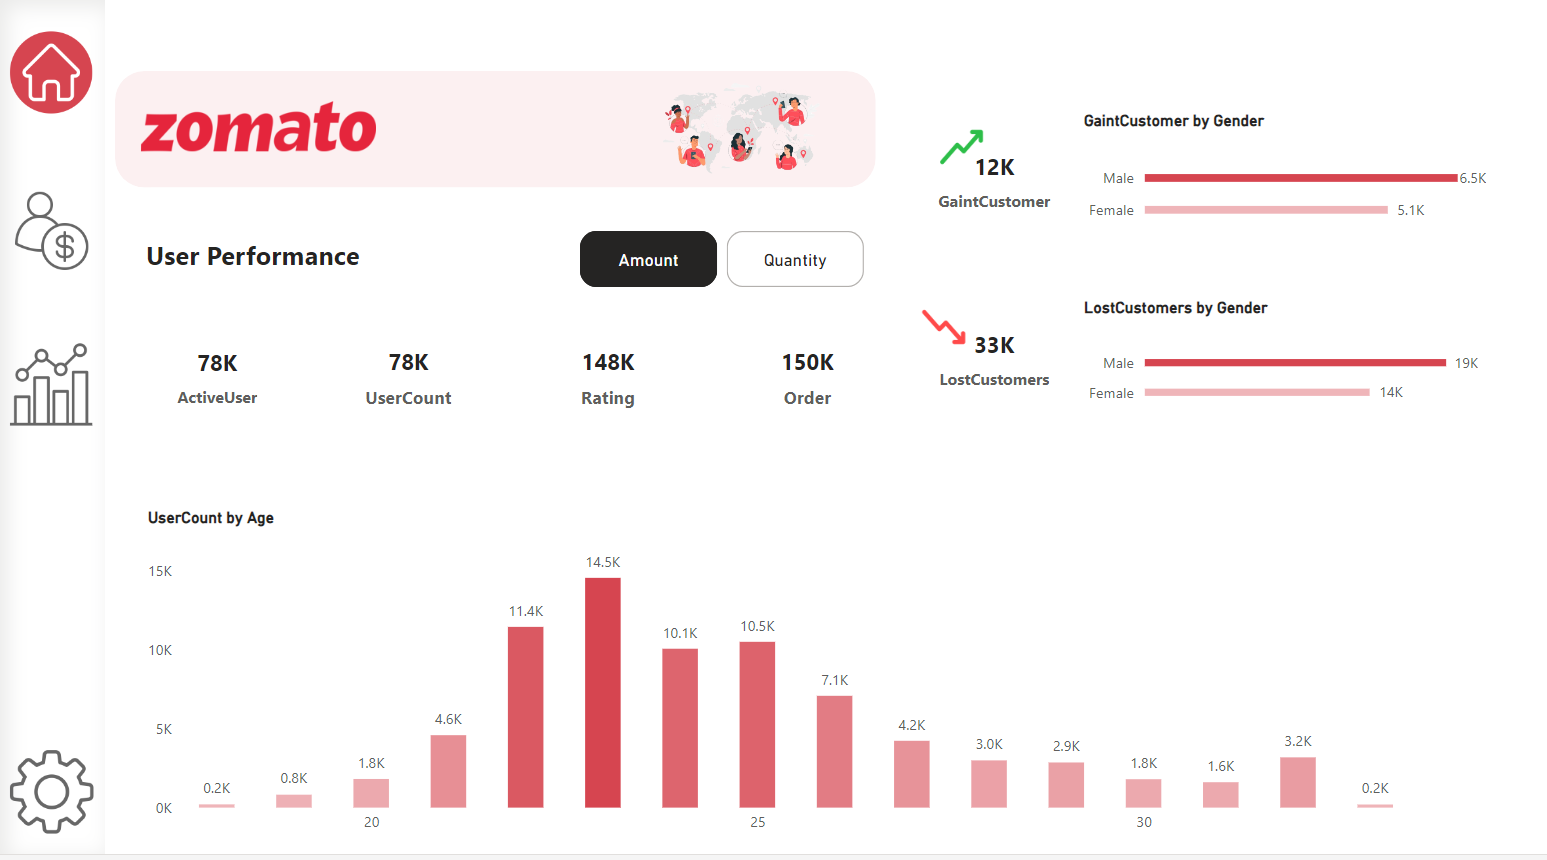 zomato
User Performance
Amount
Quantity
78K
ActiveUser
78K
UserCount
148K
Rating
150K
Order
12K
GaintCustomer
GaintCustomer by Gender
Male 6.5K
Female 5.1K
33K
LostCustomers
LostCustomers by Gender
Male 19K
Female 14K
UserCount by Age
15K
10K
5K
0K
0.2K
0.8K
1.8K
4.6K
11.4K
14.5K
10.1K
10.5K
7.1K
4.2K
3.0K
2.9K
1.8K
1.6K
3.2K
0.2K
20
25
30
$